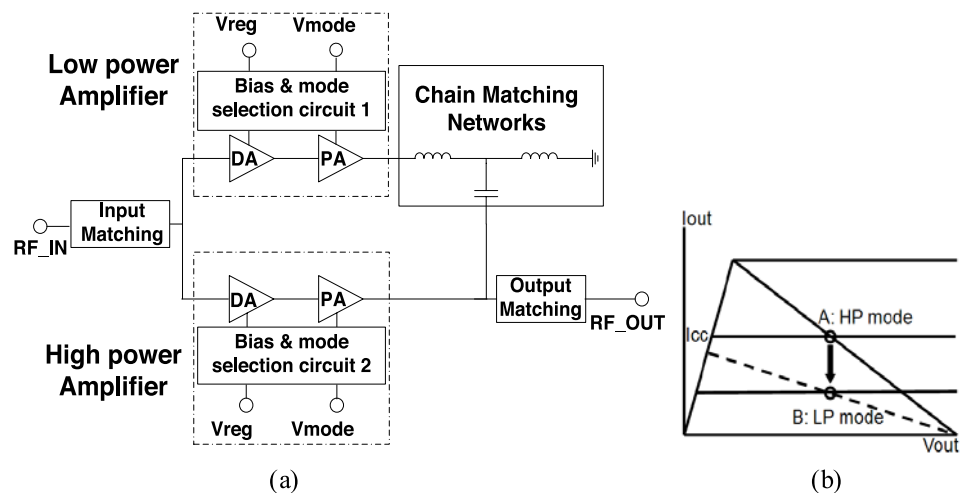 Vreg
Vmode
Low power
Amplifier
Bias & mode
selection circuit 1
DA
PA
Chain Matching
Networks
RF_IN
Input
Matching
DA
PA
Output
Matching
RF_OUT
High power
Amplifier
Bias & mode
selection circuit 2
Vreg
Vmode
(a)
Iout
A: HP mode
Icc
B: LP mode
Vout
(b)